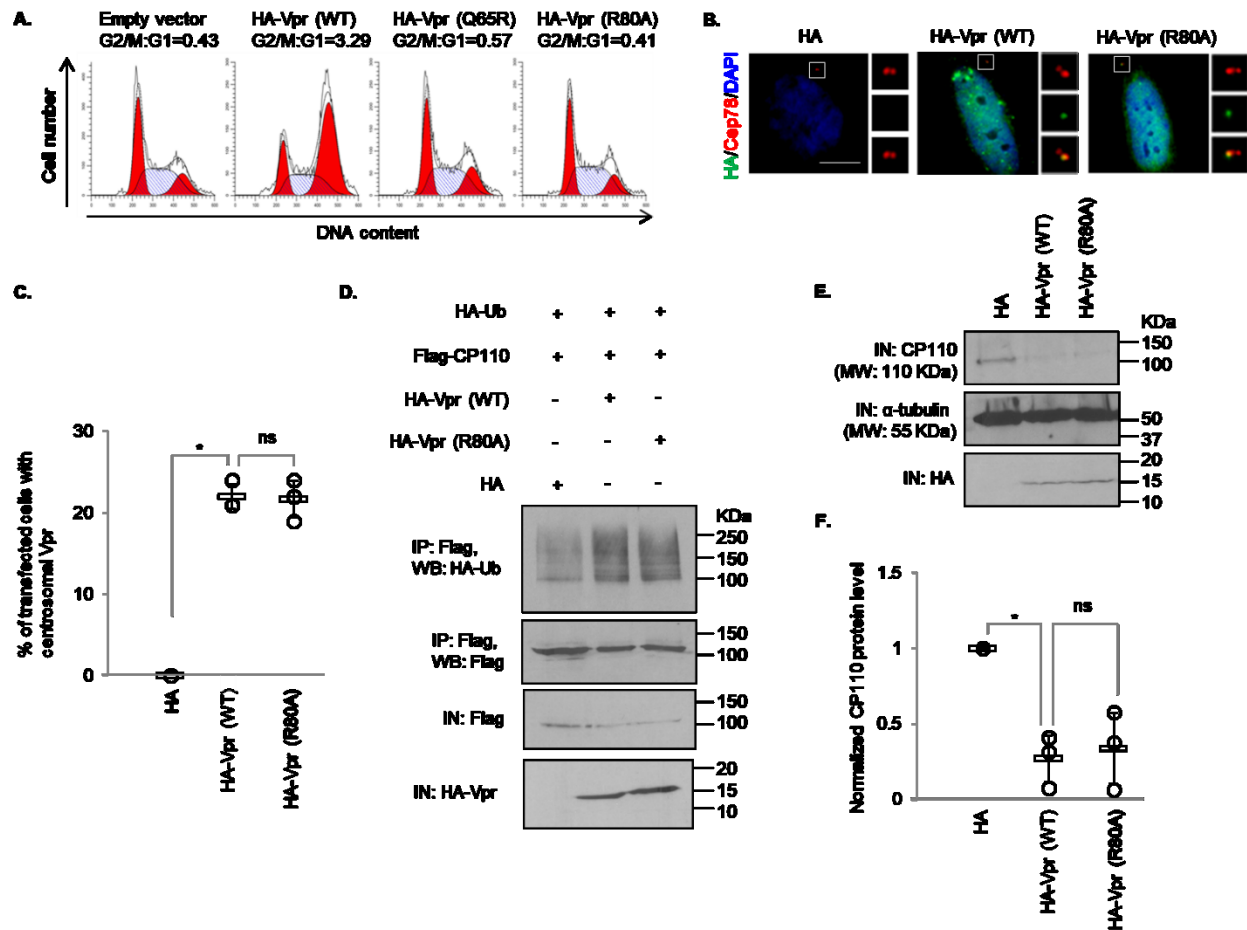 A.
Empty vector
G2/M:G1=0.43
HA-Vpr (WT)
G2/M:G1=3.29
HA-Vpr (Q65R)
G2/M:G1=0.57
HA-Vpr (R80A)
G2/M:G1=0.41
Cell number
DNA content
B.
HA
HA-Vpr (WT)
HA-Vpr (R80A)
HA/Cep78/DAPI
C.
% of transfected cells with
centrosomal Vpr
30
20
10
0
*
ns
HA
HA-Vpr (WT)
HA-Vpr (R80A)
D.
HA-Ub + + +
Flag-CP110 + + +
HA-Vpr (WT) - + -
HA-Vpr (R80A) - - +
HA + - -
KDa
IP: Flag,
WB: HA-Ub
250
150
100
IP: Flag,
WB: Flag
150
100
IN: Flag
150
100
IN: HA-Vpr
20
15
10
E.
HA
HA-Vpr (WT)
HA-Vpr (R80A)
KDa
IN: CP110
(MW: 110 KDa)
150
100
IN: α-tubulin
(MW: 55 KDa)
50
37
IN: HA
20
15
10
F.
Normalized CP110 protein level
1.5
1
0.5
0
*
ns
HA
HA-Vpr (WT)
HA-Vpr (R80A)